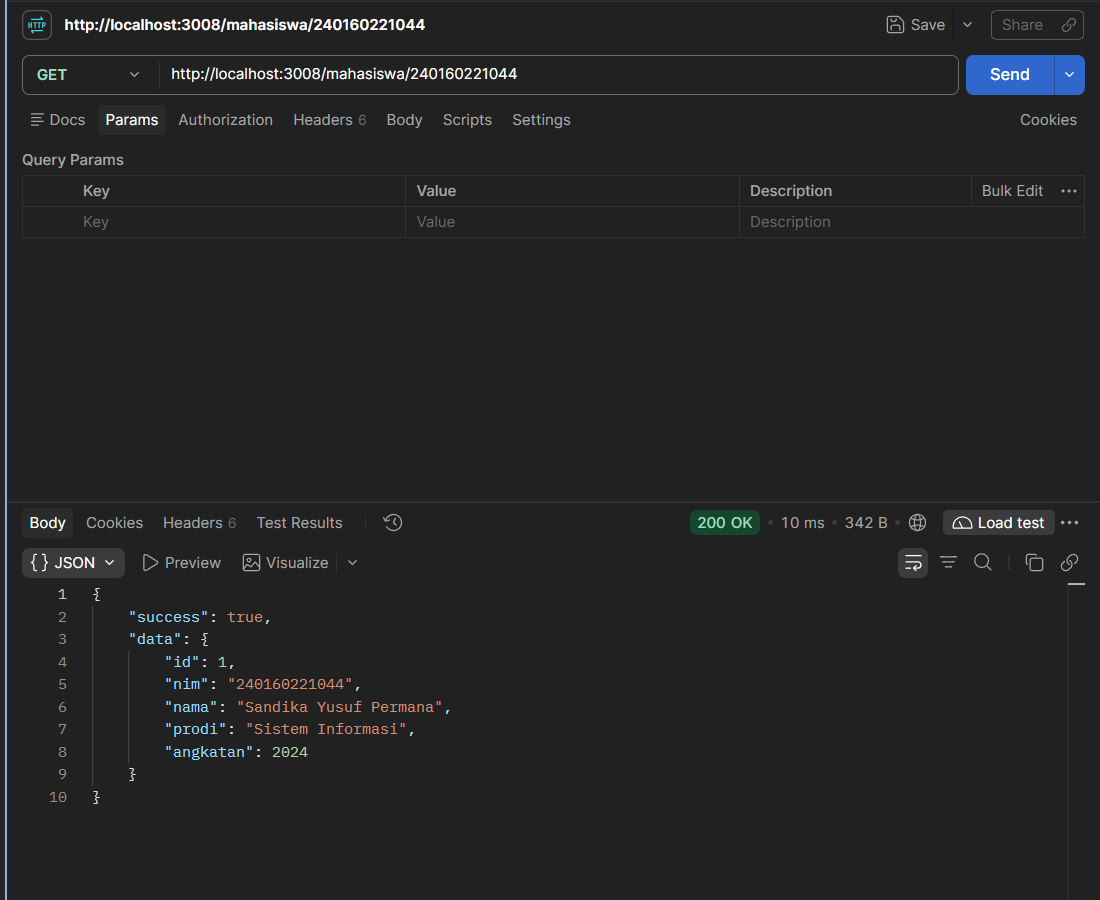 HTTP http://localhost:3008/mahasiswa/240160221044 Save Share
GET http://localhost:3008/mahasiswa/240160221044 Send
Docs Params Authorization Headers 6 Body Scripts Settings Cookies
Query Params
Key Value Description Bulk Edit
Key Value Description
Body Cookies Headers 6 Test Results 200 OK 10 ms 342 B Load test
{} JSON Preview Visualize
1 {
2 "success": true,
3 "data": {
4 "id": 1,
5 "nim": "240160221044",
6 "nama": "Sandika Yusuf Permana",
7 "prodi": "Sistem Informasi",
8 "angkatan": 2024
9 }
10 }